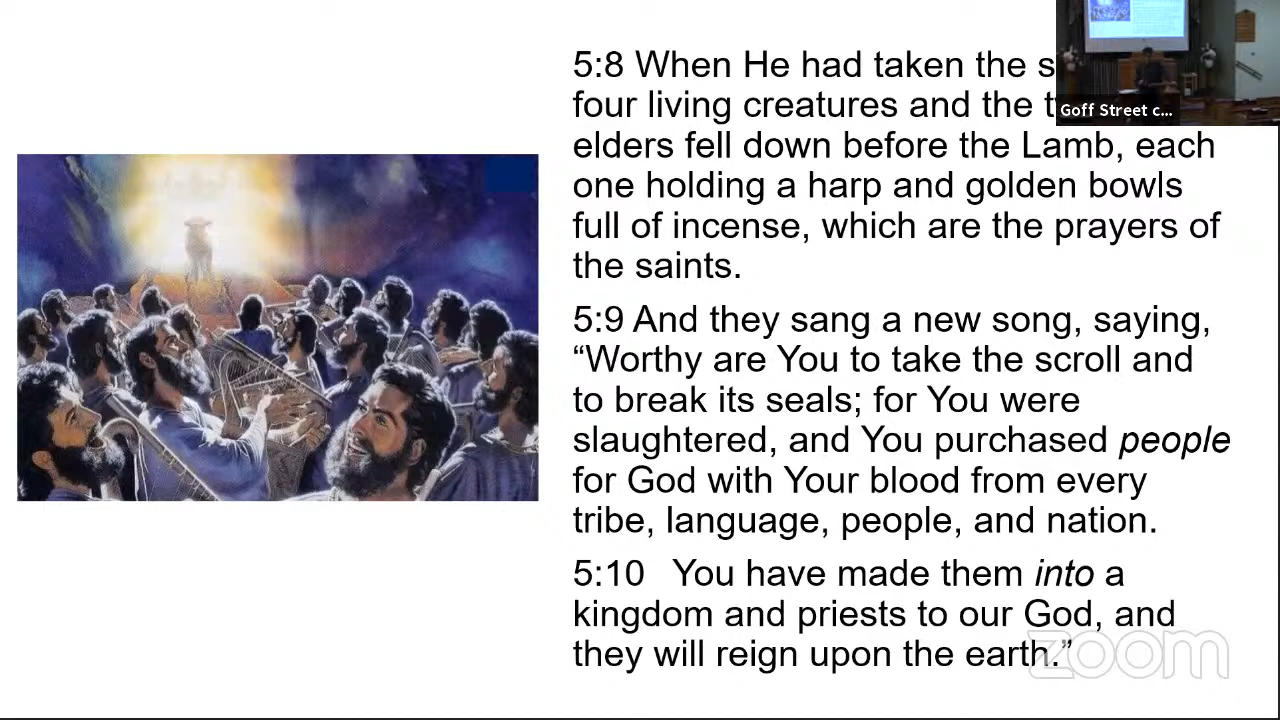 5:8 When He had taken the s
four living creatures and the t
elders fell down before the Lamb, each
one holding a harp and golden bowls
full of incense, which are the prayers of
the saints.
5:9 And they sang a new song, saying,
“Worthy are You to take the scroll and
to break its seals; for You were
slaughtered, and You purchased people
for God with Your blood from every
tribe, language, people, and nation.
5:10 You have made them into a
kingdom and priests to our God, and
they will reign upon the earth.”
Goff Street c...
zoom